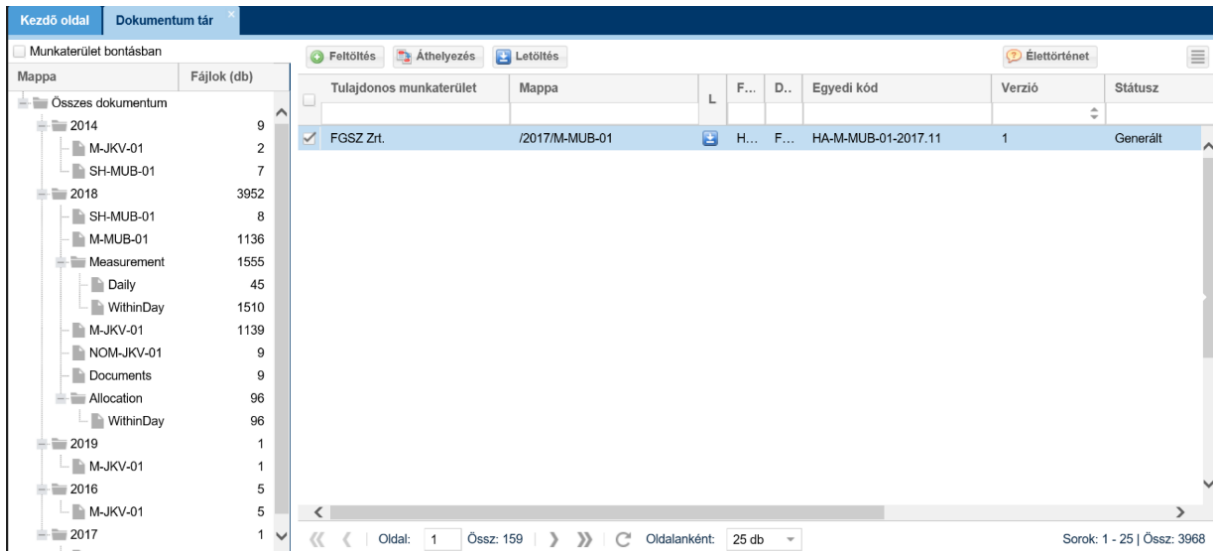 Kezdő oldal Dokumentum tár
Munkaterület bontásban
Mappa Fájlok (db)
Összes dokumentum
2014 9
M-JKV-01 2
SH-MUB-01 7
2018 3952
SH-MUB-01 8
M-MUB-01 1136
Measurement 1555
Daily 45
WithinDay 1510
M-JKV-01 1139
NOM-JKV-01 9
Documents 9
Allocation 96
WithinDay 96
2019 1
M-JKV-01 1
2016 5
M-JKV-01 5
2017 1
Feltöltés Áthelyezés Letöltés Élettörténet
Tulajdonos munkaterület Mappa L F... D.. Egyedi kód Verzió Státusz
FGSZ Zrt. /2017/M-MUB-01 H... F... HA-M-MUB-01-2017.11 1 Generált
Oldal: 1 Össz: 159 Oldalanként: 25 db Sorok: 1 - 25 | Össz: 3968